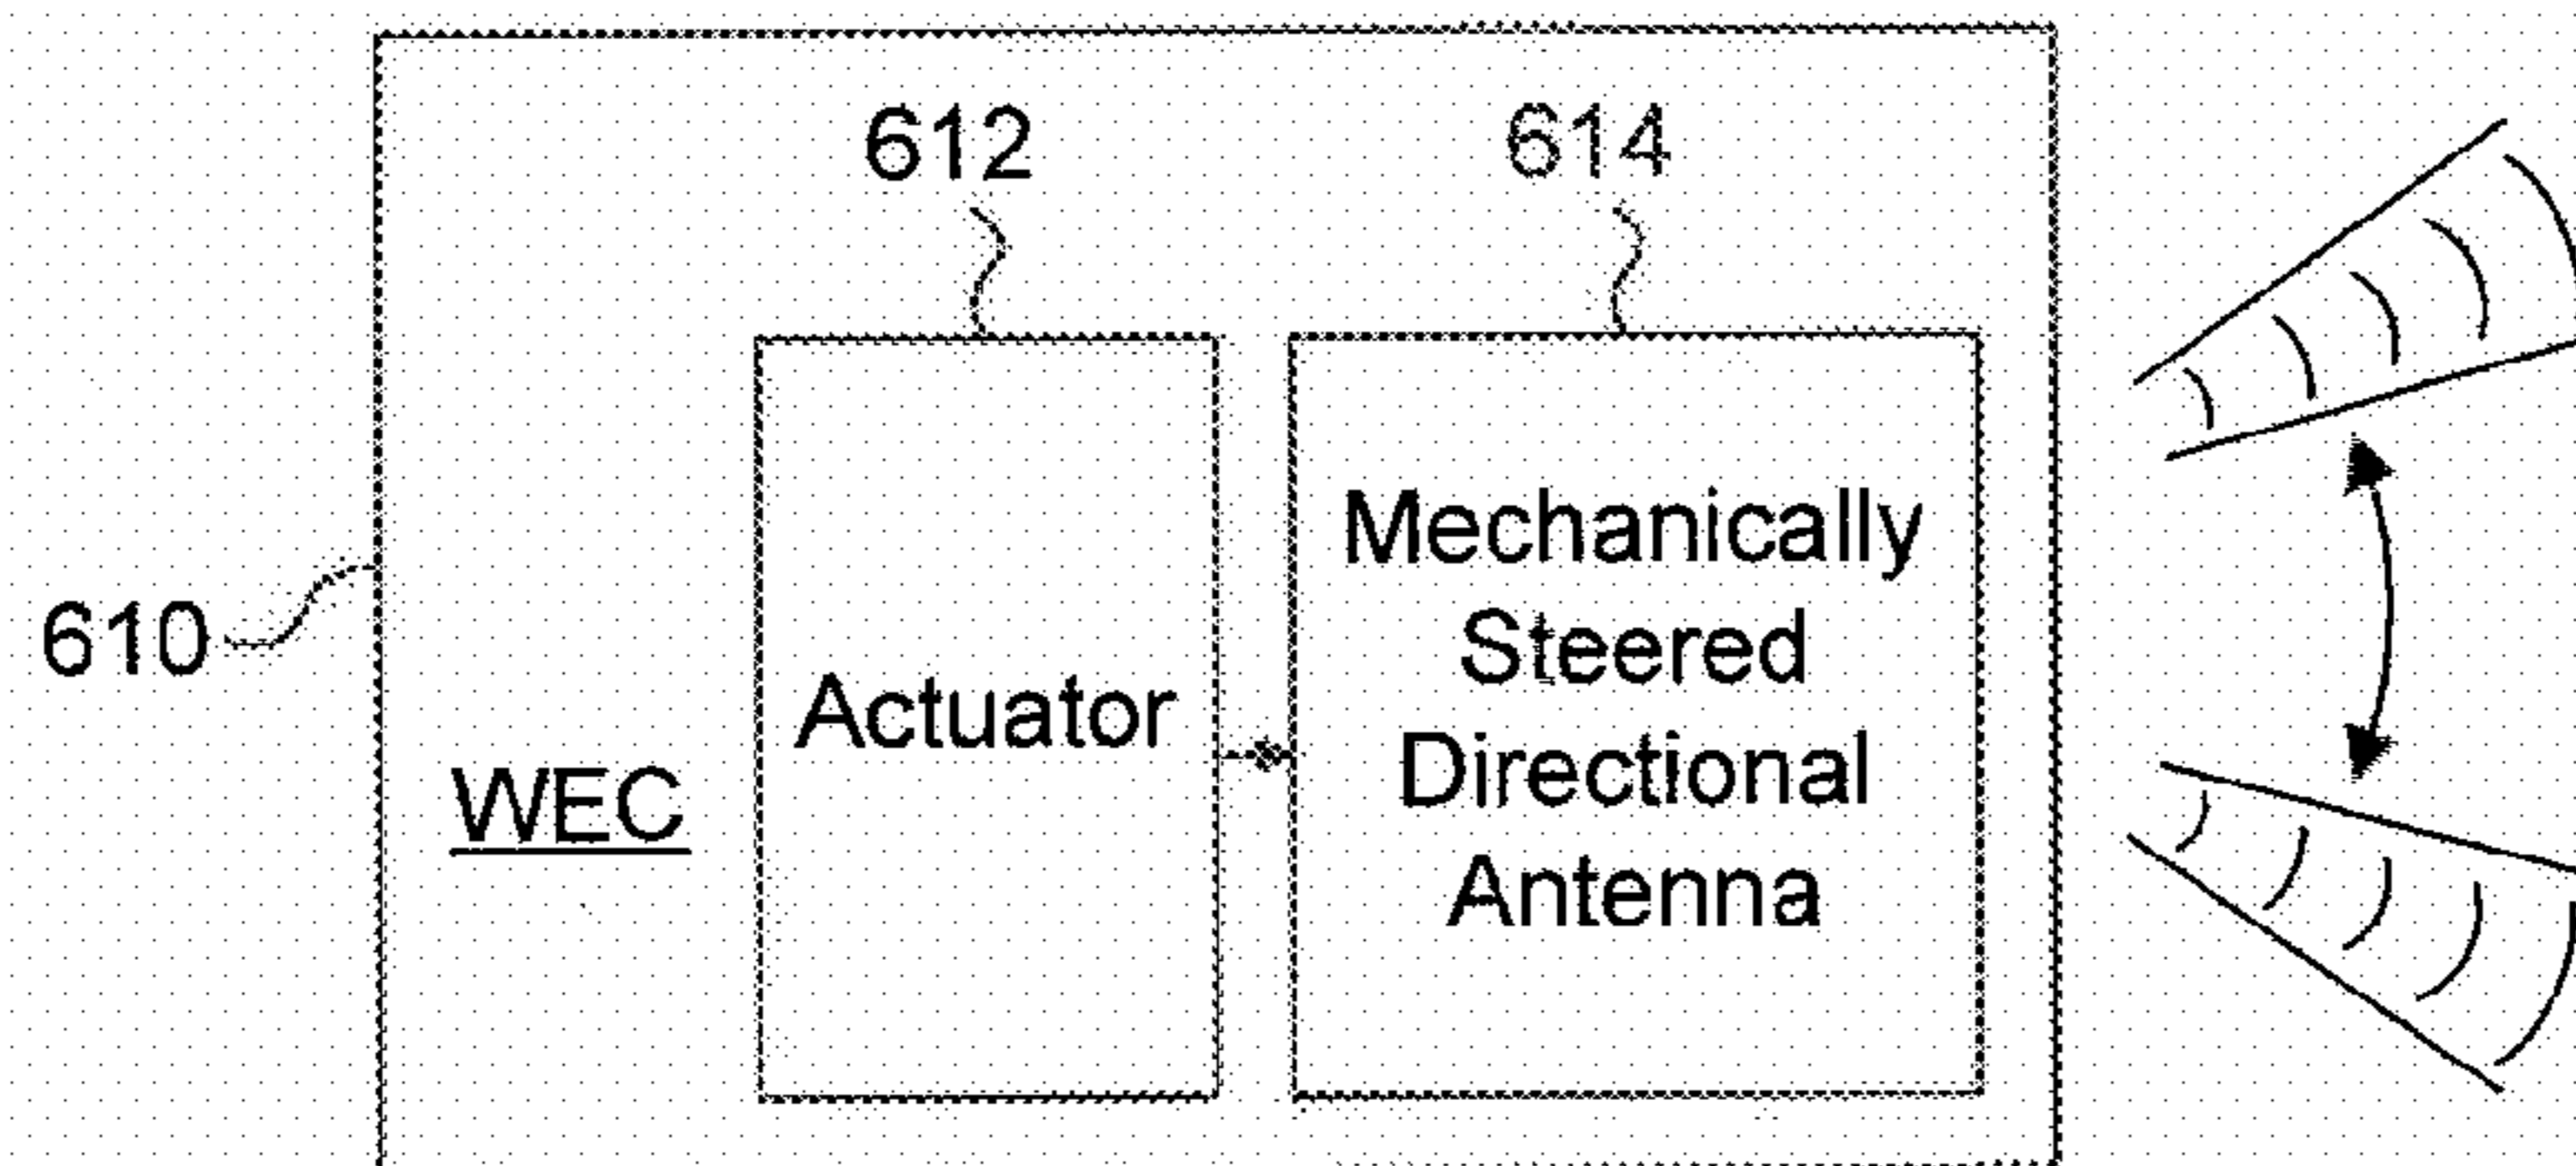 612
614
610
WEC
Actuator
Mechanically
Steered
Directional
Antenna